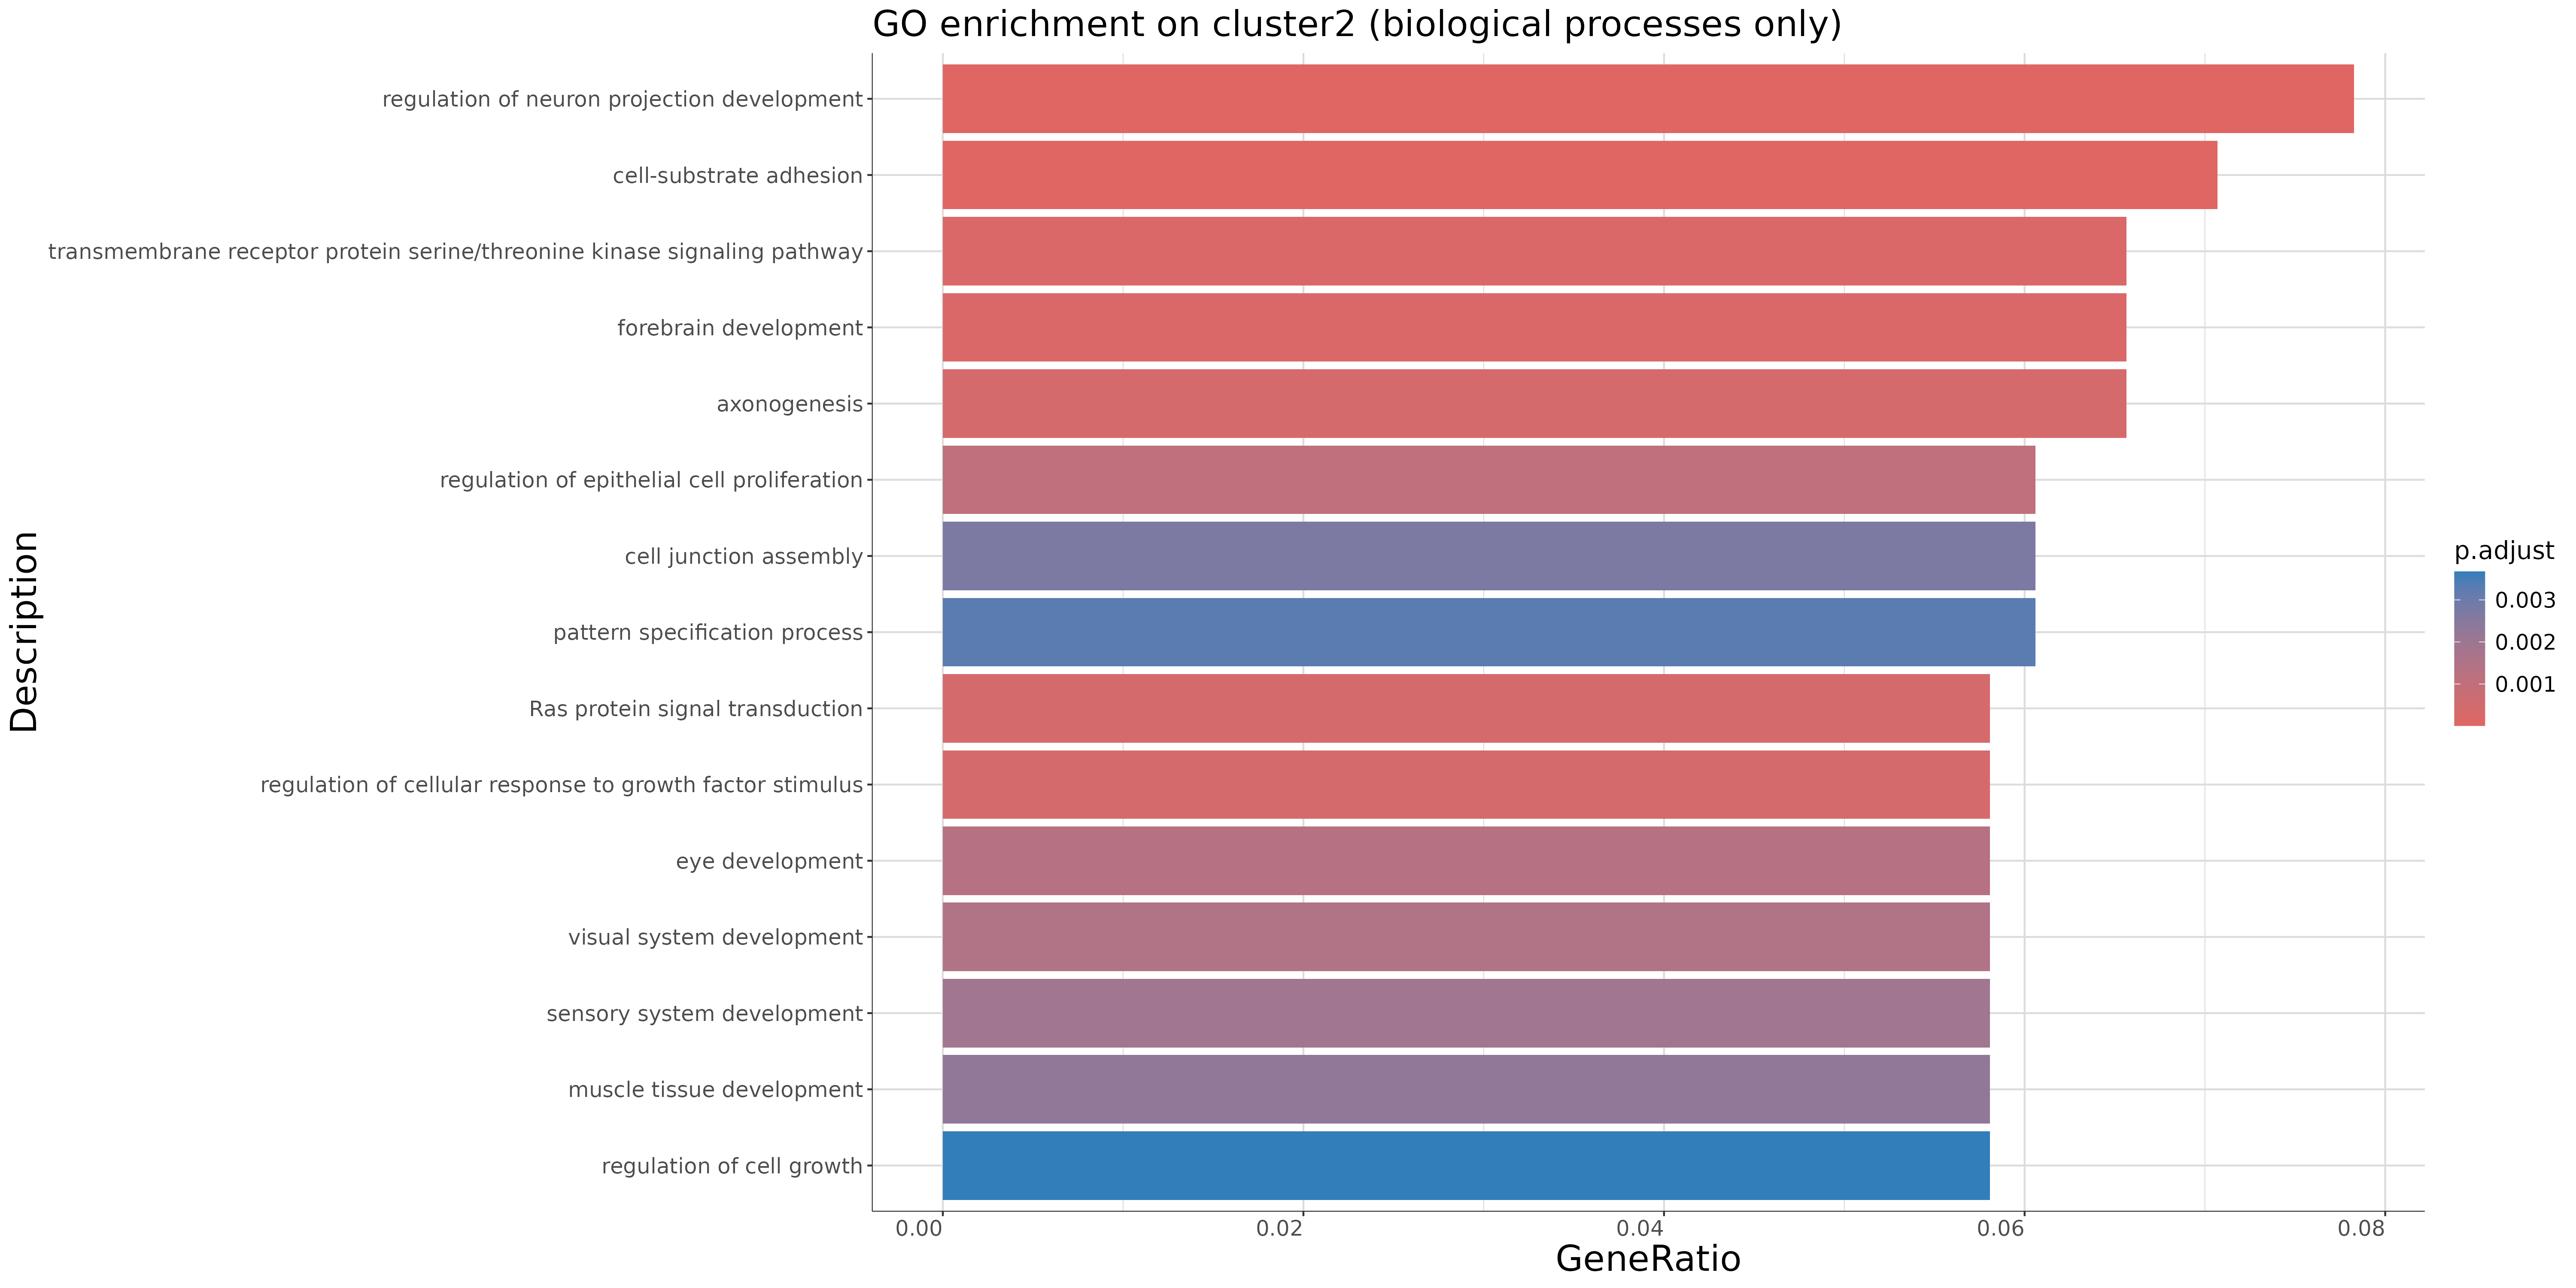 GO enrichment on cluster2 (biological processes only)
Description
regulation of neuron projection development
cell-substrate adhesion
transmembrane receptor protein serine/threonine kinase signaling pathway
forebrain development
axonogenesis
regulation of epithelial cell proliferation
cell junction assembly
pattern specification process
Ras protein signal transduction
regulation of cellular response to growth factor stimulus
eye development
visual system development
sensory system development
muscle tissue development
regulation of cell growth
0.00 0.02 0.04 0.06 0.08
GeneRatio
p.adjust
0.003
0.002
0.001